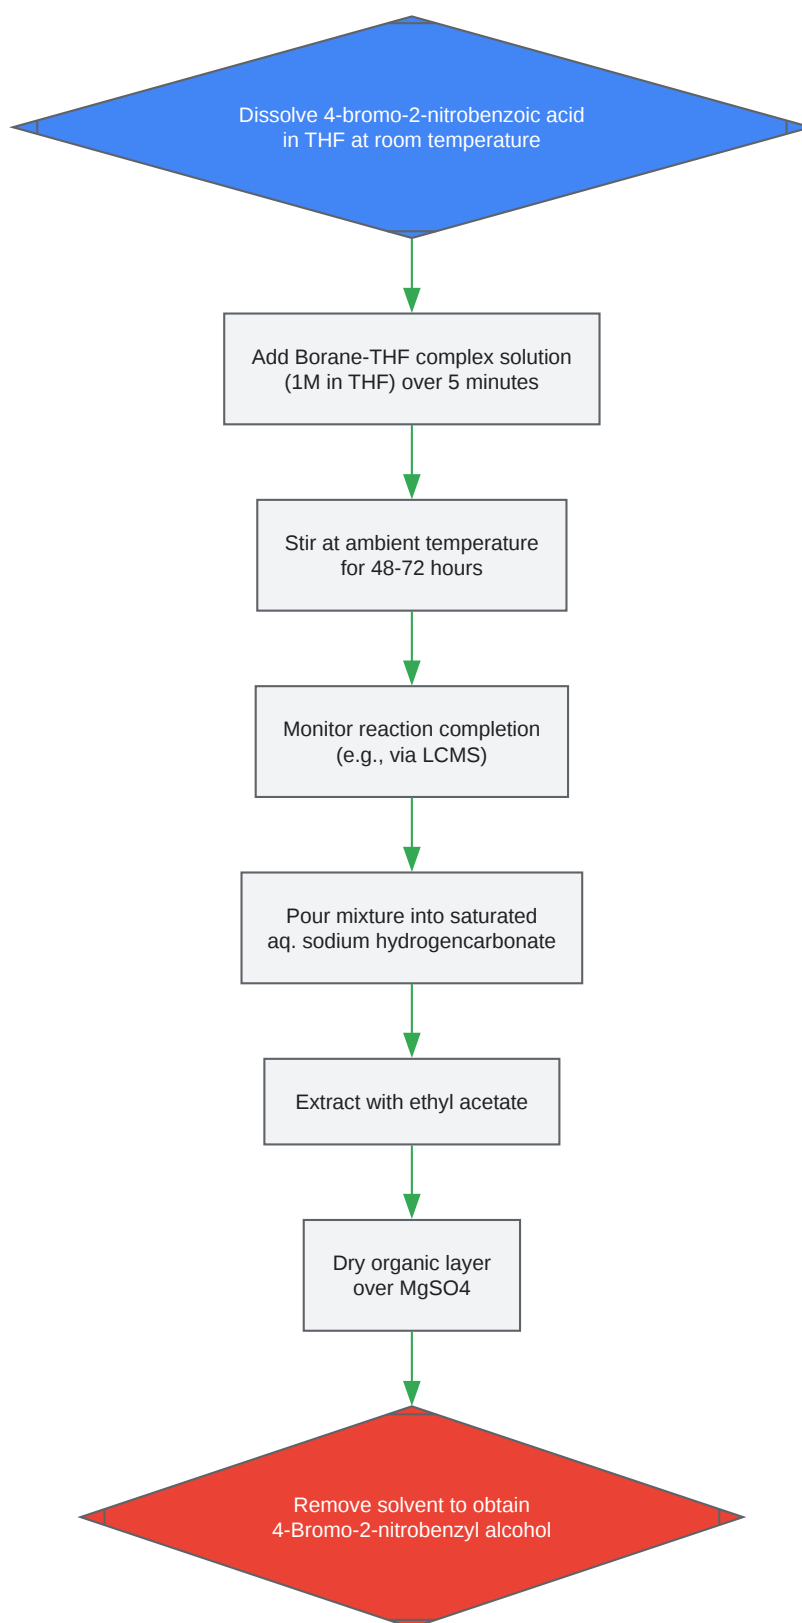 Dissolve 4-bromo-2-nitrobenzoic acid
in THF at room temperature
Add Borane-THF complex solution
(1M in THF) over 5 minutes
Stir at ambient temperature
for 48-72 hours
Monitor reaction completion
(e.g., via LCMS)
Pour mixture into saturated
aq. sodium hydrogencarbonate
Extract with ethyl acetate
Dry organic layer
over MgSO4
Remove solvent to obtain
4-Bromo-2-nitrobenzyl alcohol